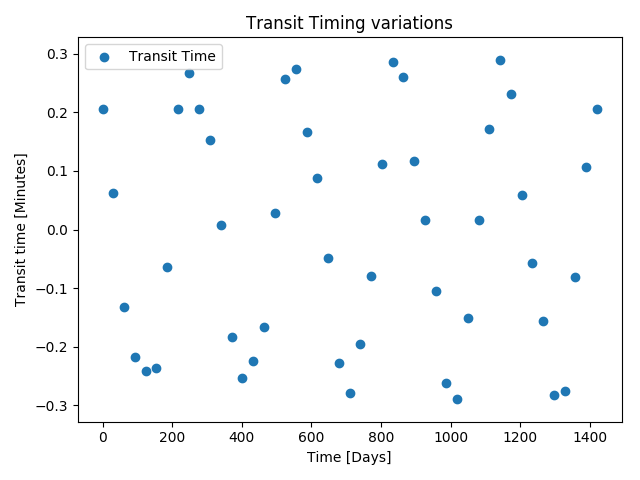 Transit Timing variations
Transit Time
0.3
0.2
0.1
0.0
−0.1
−0.2
−0.3
Transit time [Minutes]
0 200 400 600 800 1000 1200 1400
Time [Days]